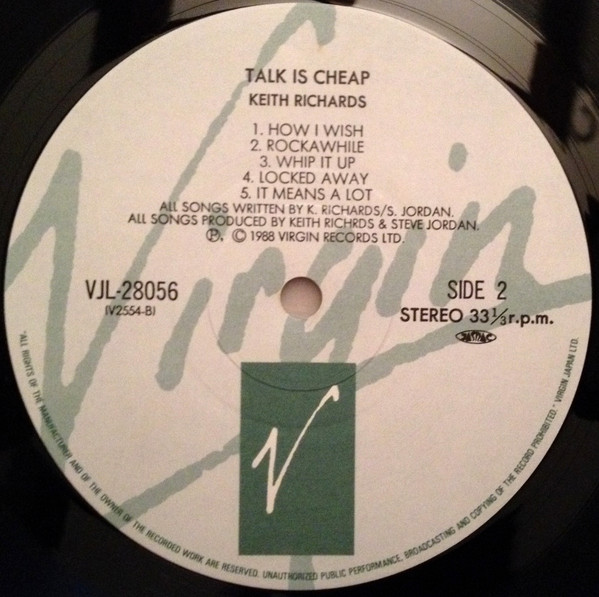 Virgin
TALK IS CHEAP
KEITH RICHARDS
1. HOW I WISH
2. ROCKAWHILE
3. WHIP IT UP
4. LOCKED AWAY
5. IT MEANS A LOT
ALL SONGS WRITTEN BY K. RICHARDS/S. JORDAN.
ALL SONGS PRODUCED BY KEITH RICHRDS & STEVE JORDAN.
℗, © 1988 VIRGIN RECORDS LTD.
VJL-28056
(V2554-B)
SIDE 2
STEREO 33⅓r.p.m.
JASRAC
V
"ALL RIGHTS OF THE MANUFACTURER AND OF THE OWNER OF THE RECORDED WORK ARE RESERVED. UNAUTHORIZED PUBLIC PERFORMANCE, BROADCASTING AND COPYING OF THE RECORD PROHIBITED." VIRGIN JAPAN LTD.